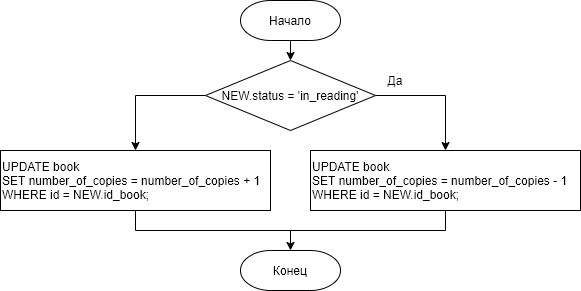 Начало
NEW.status = 'in_reading'
Да
UPDATE book
SET number_of_copies = number_of_copies + 1
WHERE id = NEW.id_book;
UPDATE book
SET number_of_copies = number_of_copies - 1
WHERE id = NEW.id_book;
Конец